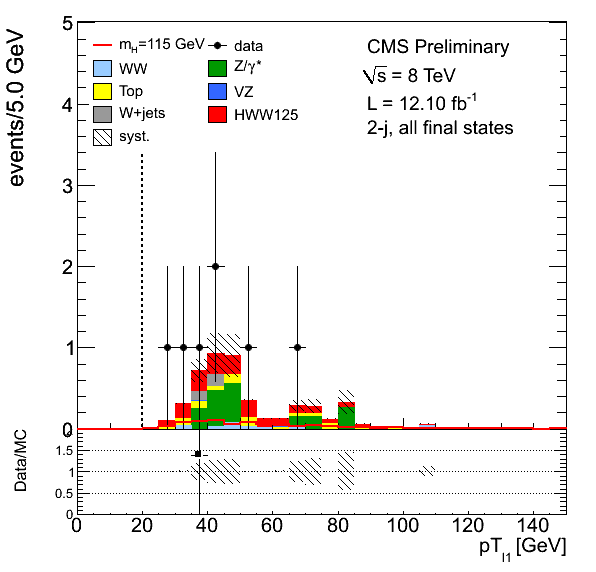 5
4
3
2
1
0
events/5.0 GeV
m_H=115 GeV
data
WW
Z/γ*
Top
VZ
W+jets
HWW125
syst.
CMS Preliminary
√s = 8 TeV
L = 12.10 fb⁻¹
2-j, all final states
Data/MC
1.5
1
0.5
0
0 20 40 60 80 100 120 140
pT_l1 [GeV]